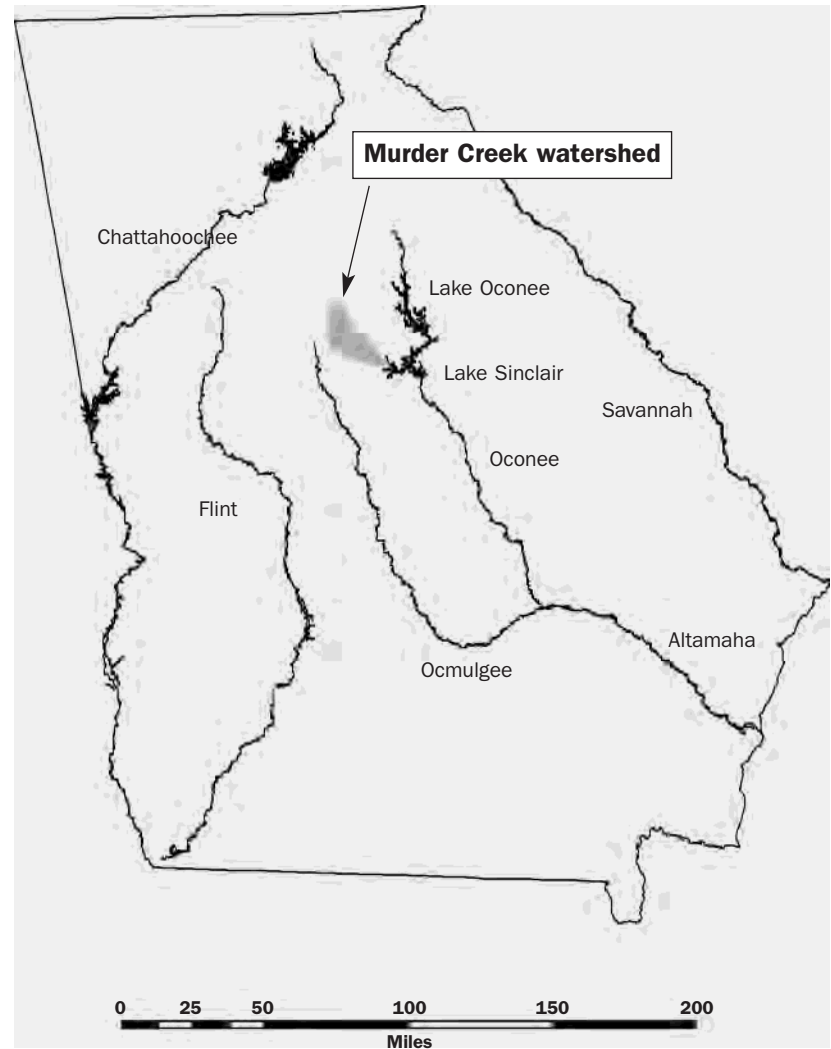 Murder Creek watershed
Chattahoochee
Lake Oconee
Lake Sinclair
Savannah
Oconee
Flint
Altamaha
Ocmulgee
0 25 50 100 150 200
Miles